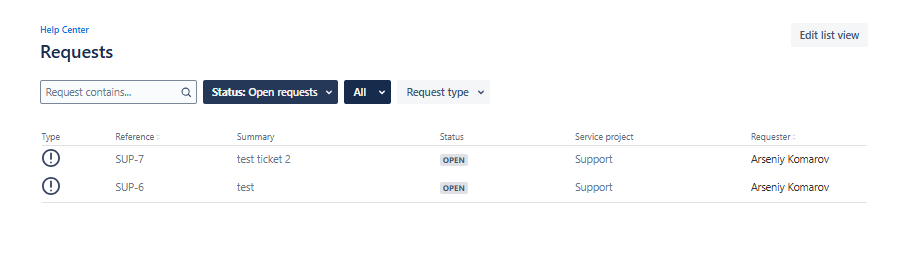 Help Center
Edit list view
Requests
Request contains... Status: Open requests All Request type
Type Reference Summary Status Service project Requester
SUP-7 test ticket 2 OPEN Support Arseniy Komarov
SUP-6 test OPEN Support Arseniy Komarov